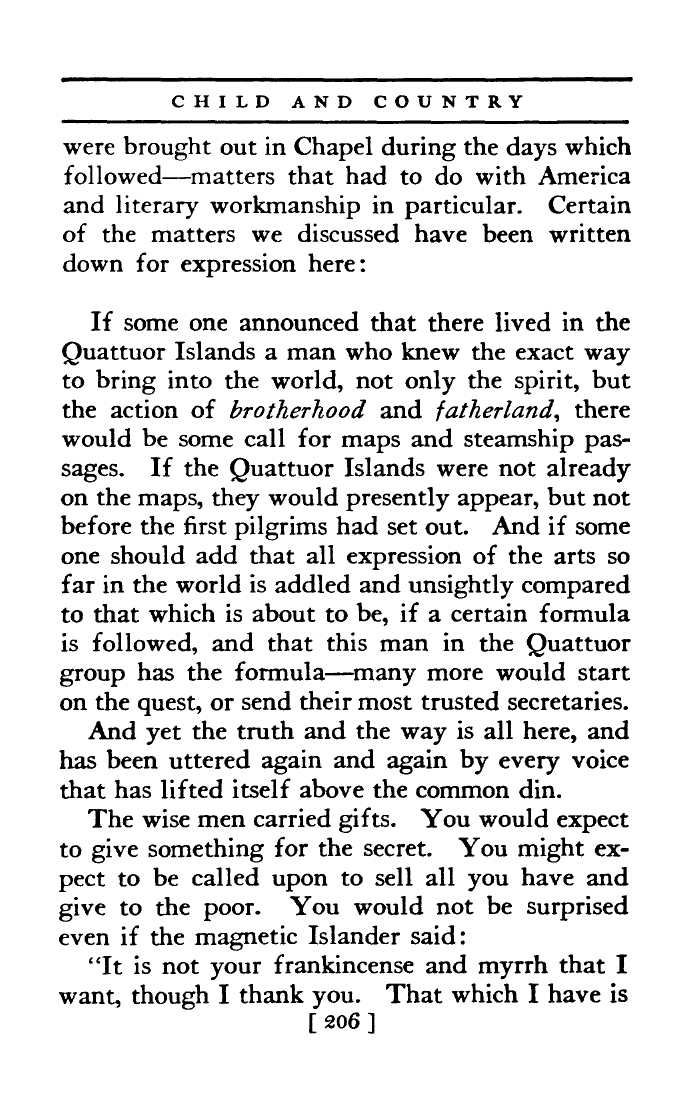 CHILD AND COUNTRY
were brought out in Chapel during the days which
followed—matters that had to do with America
and literary workmanship in particular. Certain
of the matters we discussed have been written
down for expression here:
If some one announced that there lived in the
Quattuor Islands a man who knew the exact way
to bring into the world, not only the spirit, but
the action of brotherhood and fatherland, there
would be some call for maps and steamship pas-
sages. If the Quattuor Islands were not already
on the maps, they would presently appear, but not
before the first pilgrims had set out. And if some
one should add that all expression of the arts so
far in the world is addled and unsightly compared
to that which is about to be, if a certain formula
is followed, and that this man in the Quattuor
group has the formula—many more would start
on the quest, or send their most trusted secretaries.
And yet the truth and the way is all here, and
has been uttered again and again by every voice
that has lifted itself above the common din.
The wise men carried gifts. You would expect
to give something for the secret. You might ex-
pect to be called upon to sell all you have and
give to the poor. You would not be surprised
even if the magnetic Islander said:
"It is not your frankincense and myrrh that I
want, though I thank you. That which I have is
[ 206 ]